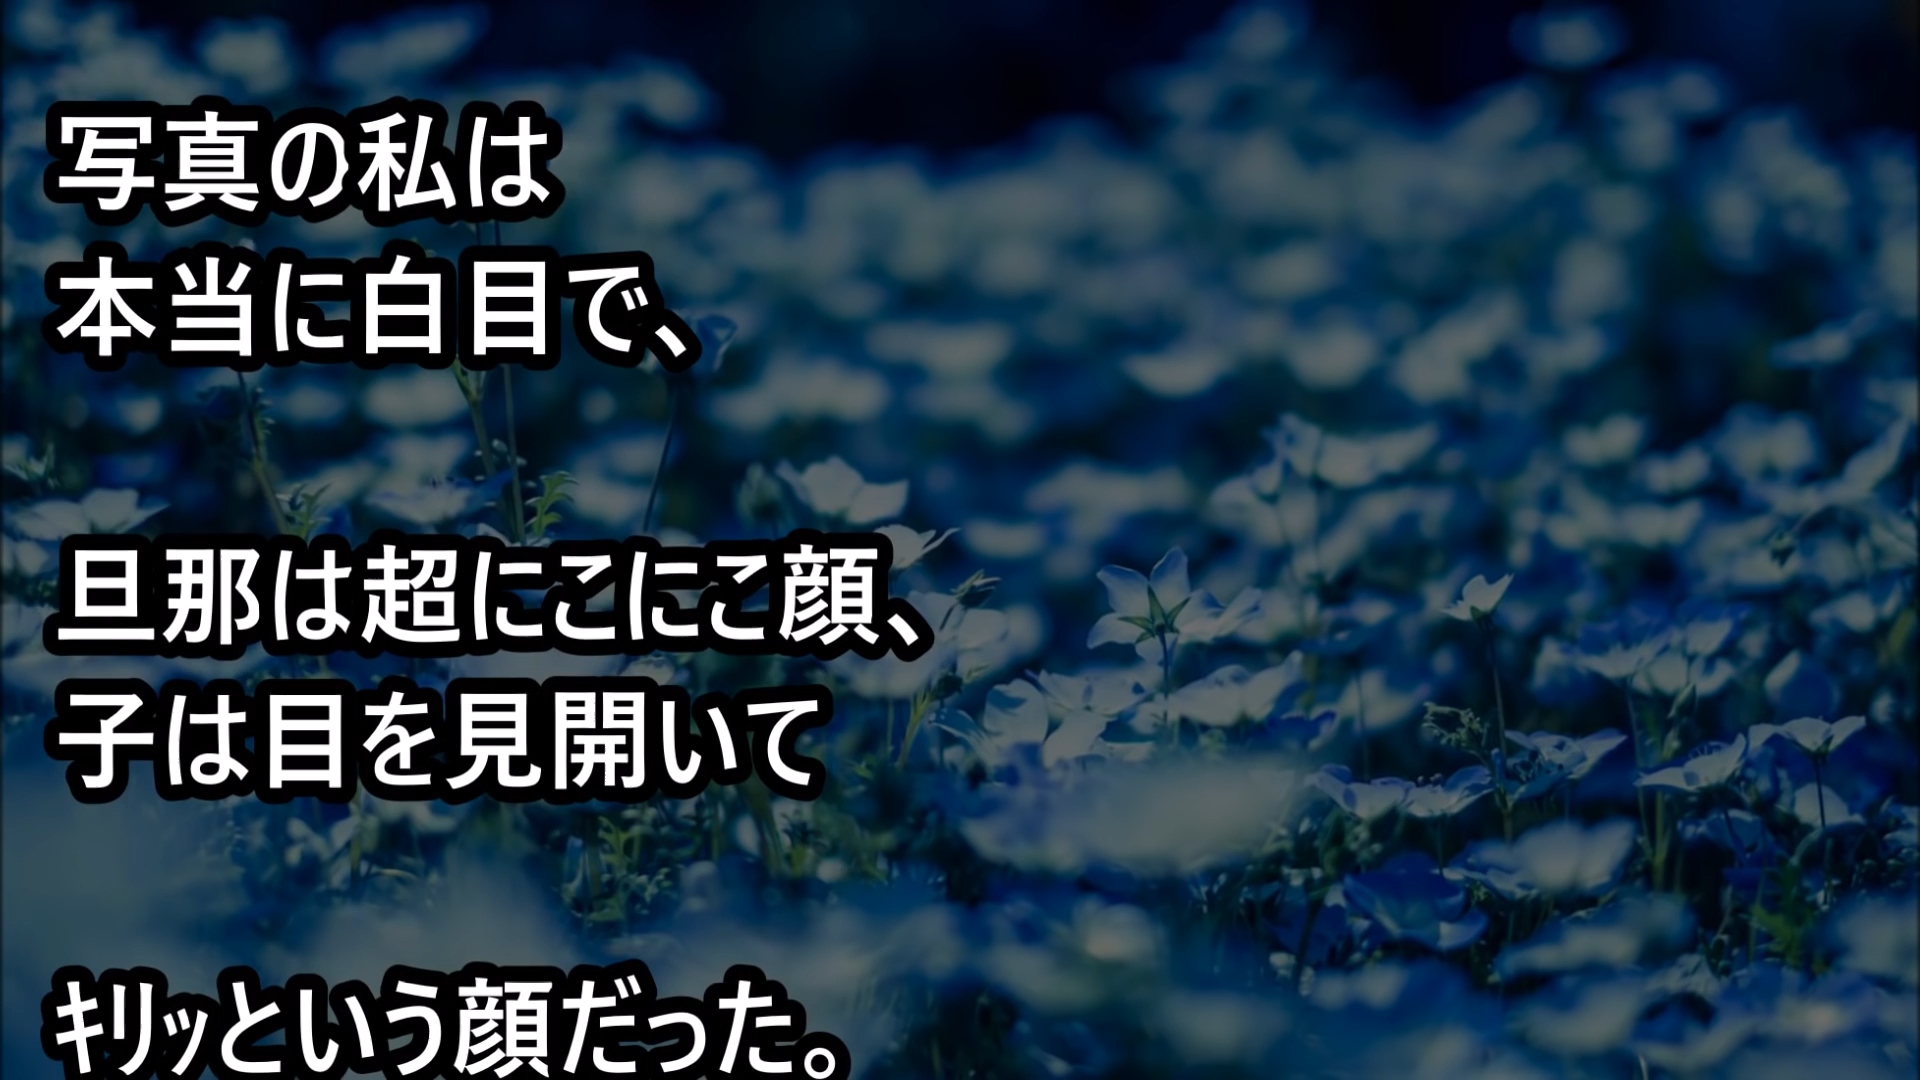 写真の私は
本当に白目で、
旦那は超にこにこ顔、
子は目を見開いて
ｷﾘｯという顔だった。